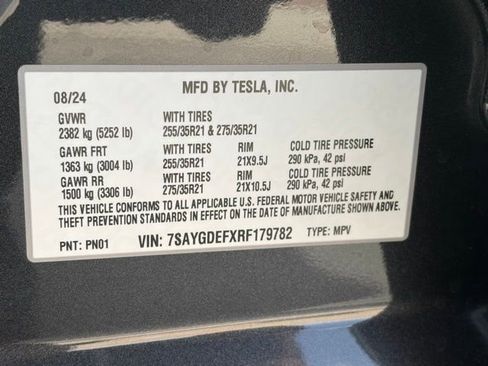 MFD BY TESLA, INC.
08/24
GVWR WITH TIRES
2382 kg (5252 lb) 255/35R21 & 275/35R21
GAWR FRT WITH TIRES RIM COLD TIRE PRESSURE
1363 kg (3004 lb) 255/35R21 21X9.5J 290 kPa, 42 psi
GAWR RR WITH TIRES RIM COLD TIRE PRESSURE
1500 kg (3306 lb) 275/35R21 21X10.5J 290 kPa, 42 psi
THIS VEHICLE CONFORMS TO ALL APPLICABLE U.S. FEDERAL MOTOR VEHICLE SAFETY AND
THEFT PREVENTION STANDARDS IN EFFECT ON THE DATE OF MANUFACTURE SHOWN ABOVE.
PNT: PN01 VIN: 7SAYGDEFXRF179782 TYPE: MPV